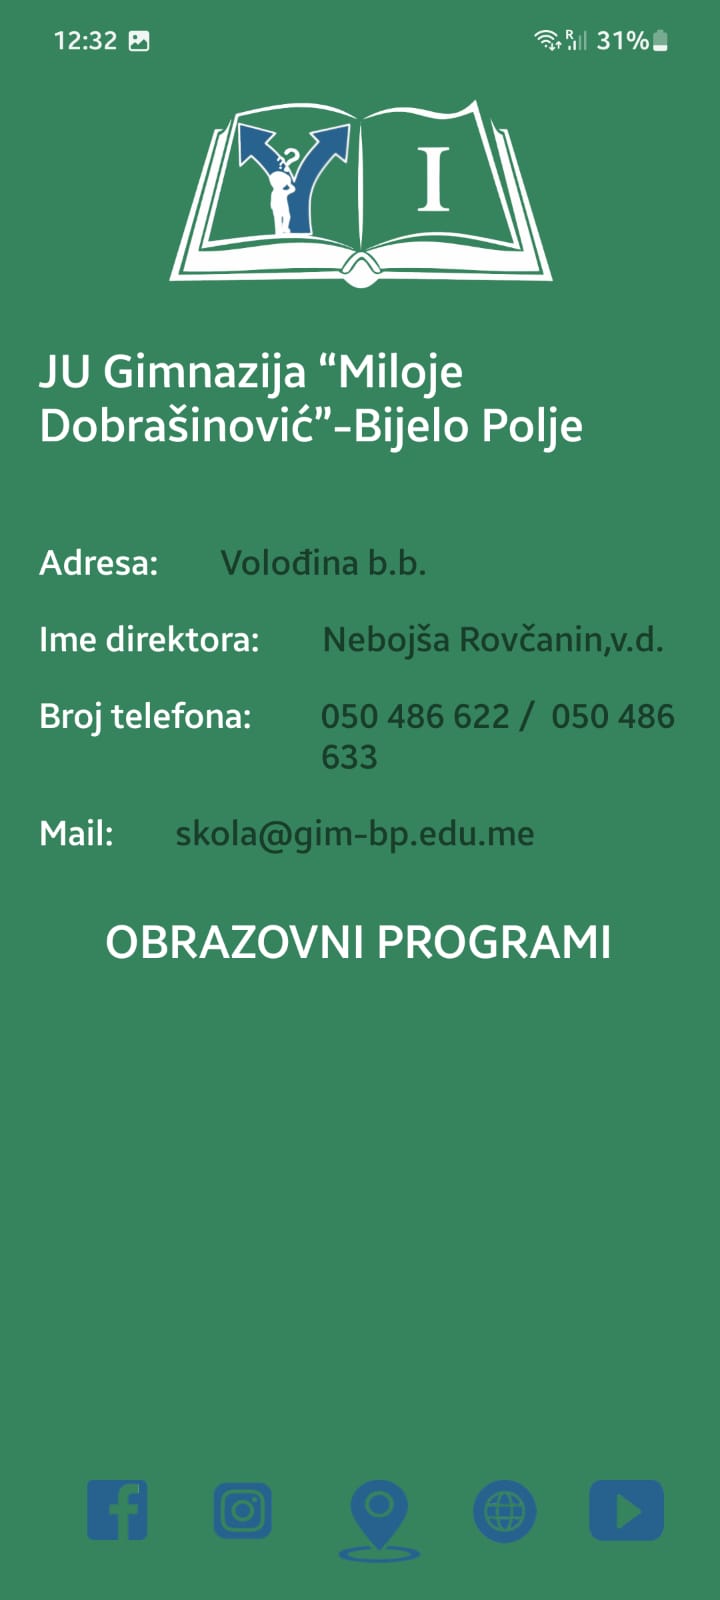 12:32
R
31%
?
I
JU Gimnazija “Miloje
Dobrašinović”-Bijelo Polje
Adresa: Volođina b.b.
Ime direktora: Nebojša Rovčanin,v.d.
Broj telefona: 050 486 622 / 050 486
633
Mail: skola@gim-bp.edu.me
OBRAZOVNI PROGRAMI